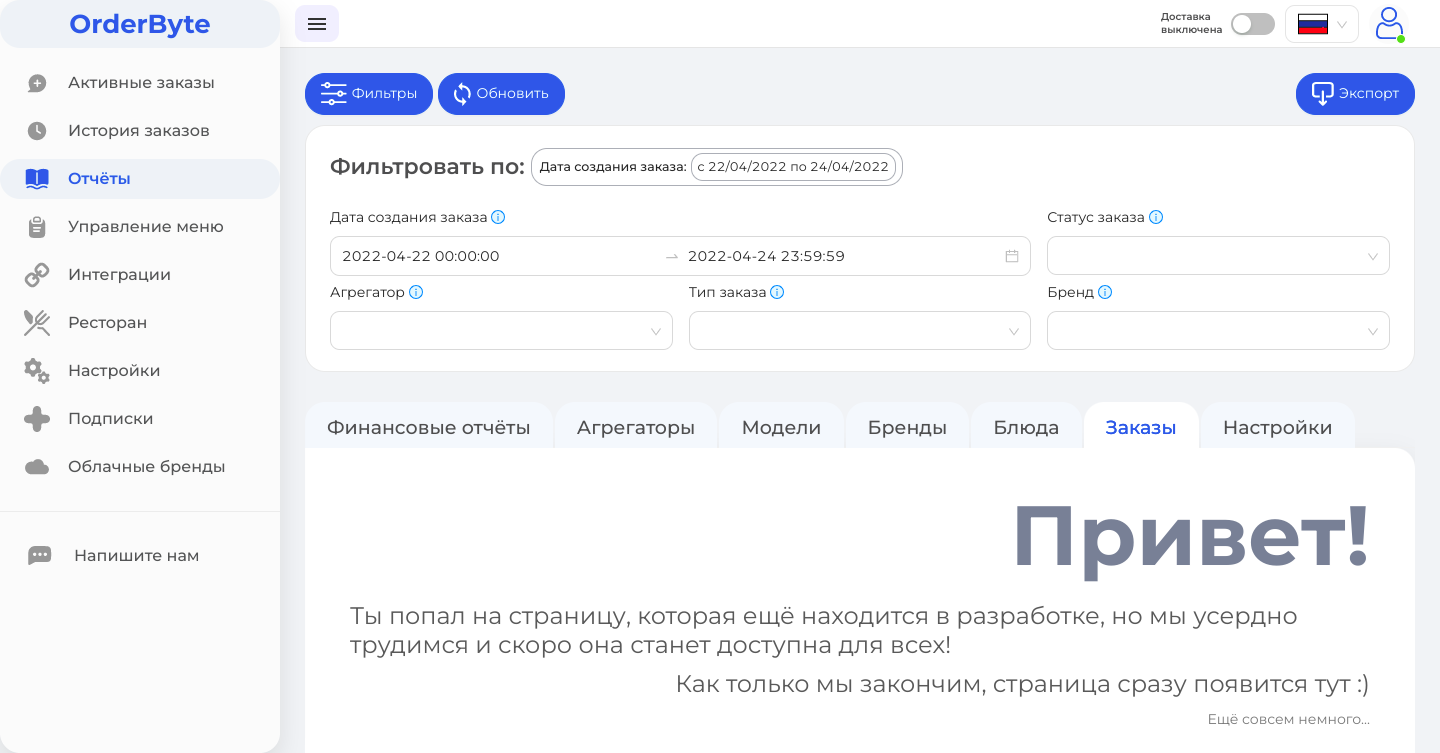 OrderByte
Доставка
выключена
Активные заказы
История заказов
Отчёты
Управление меню
Интеграции
Ресторан
Настройки
Подписки
Облачные бренды
Напишите нам
Фильтры
Обновить
Экспорт
Фильтровать по: Дата создания заказа: с 22/04/2022 по 24/04/2022
Дата создания заказа
Статус заказа
2022-04-22 00:00:00 → 2022-04-24 23:59:59
Агрегатор
Тип заказа
Бренд
Финансовые отчёты
Агрегаторы
Модели
Бренды
Блюда
Заказы
Настройки
Привет!
Ты попал на страницу, которая ещё находится в разработке, но мы усердно
трудимся и скоро она станет доступна для всех!
Как только мы закончим, страница сразу появится тут :)
Ещё совсем немного...